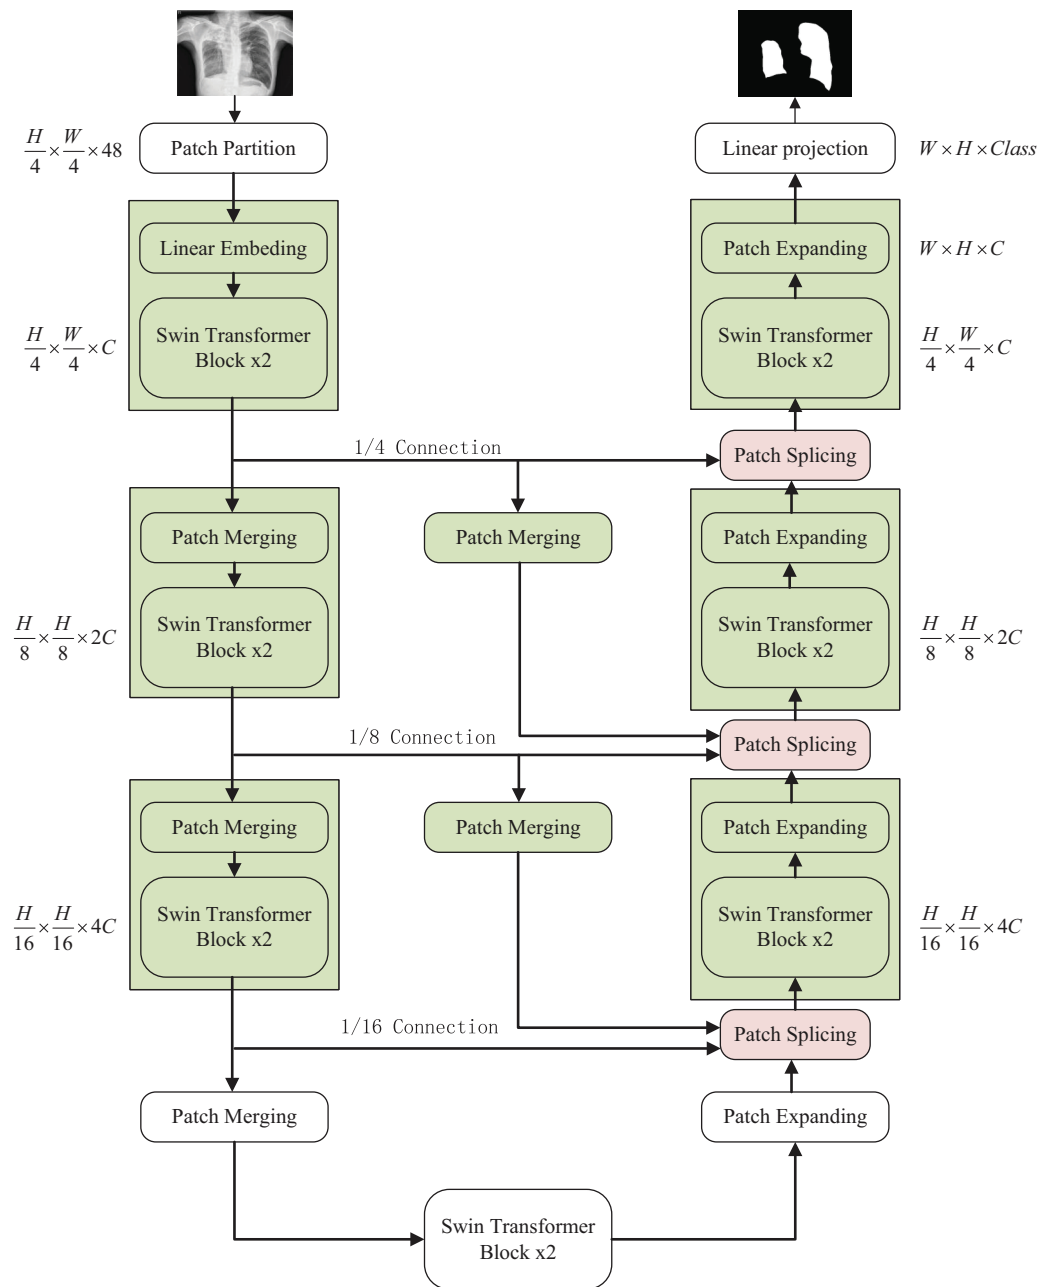 H/4 × W/4 × 48
Patch Partition
Linear projection
W × H × Class
Linear Embeding
Patch Expanding
W × H × C
H/4 × W/4 × C
Swin Transformer
Block x2
Swin Transformer
Block x2
H/4 × W/4 × C
1/4 Connection
Patch Splicing
Patch Merging
Patch Merging
Patch Expanding
H/8 × H/8 × 2C
Swin Transformer
Block x2
Swin Transformer
Block x2
H/8 × H/8 × 2C
1/8 Connection
Patch Splicing
Patch Merging
Patch Merging
Patch Expanding
H/16 × H/16 × 4C
Swin Transformer
Block x2
Swin Transformer
Block x2
H/16 × H/16 × 4C
1/16 Connection
Patch Splicing
Patch Merging
Patch Expanding
Swin Transformer
Block x2